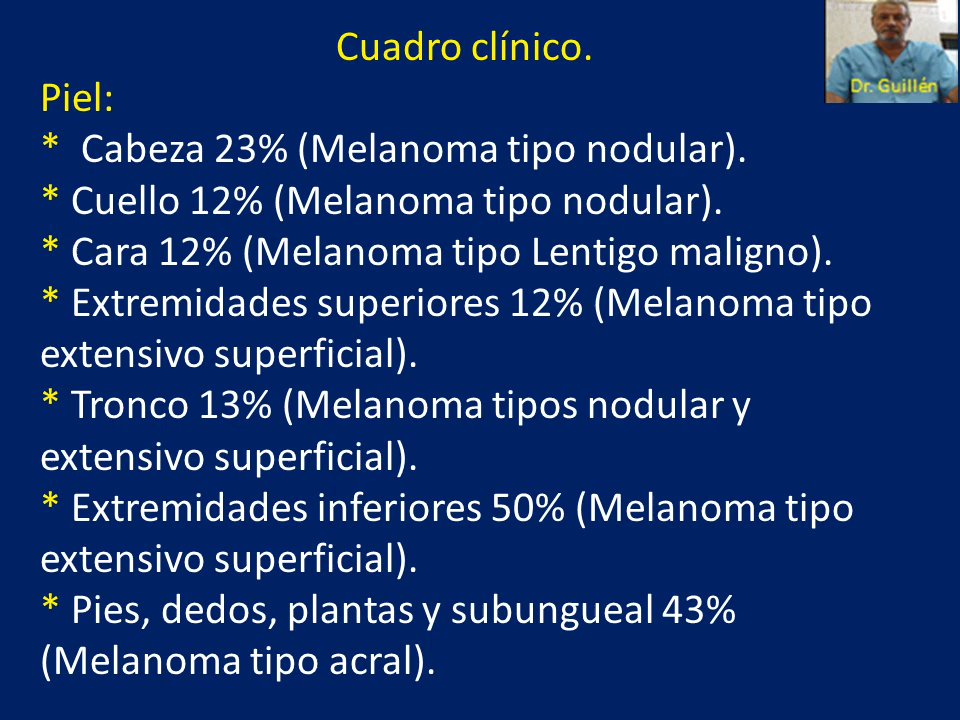 Cuadro clínico.
Dr. Guillén
Piel:
* Cabeza 23% (Melanoma tipo nodular).
* Cuello 12% (Melanoma tipo nodular).
* Cara 12% (Melanoma tipo Lentigo maligno).
* Extremidades superiores 12% (Melanoma tipo
extensivo superficial).
* Tronco 13% (Melanoma tipos nodular y
extensivo superficial).
* Extremidades inferiores 50% (Melanoma tipo
extensivo superficial).
* Pies, dedos, plantas y subungueal 43%
(Melanoma tipo acral).